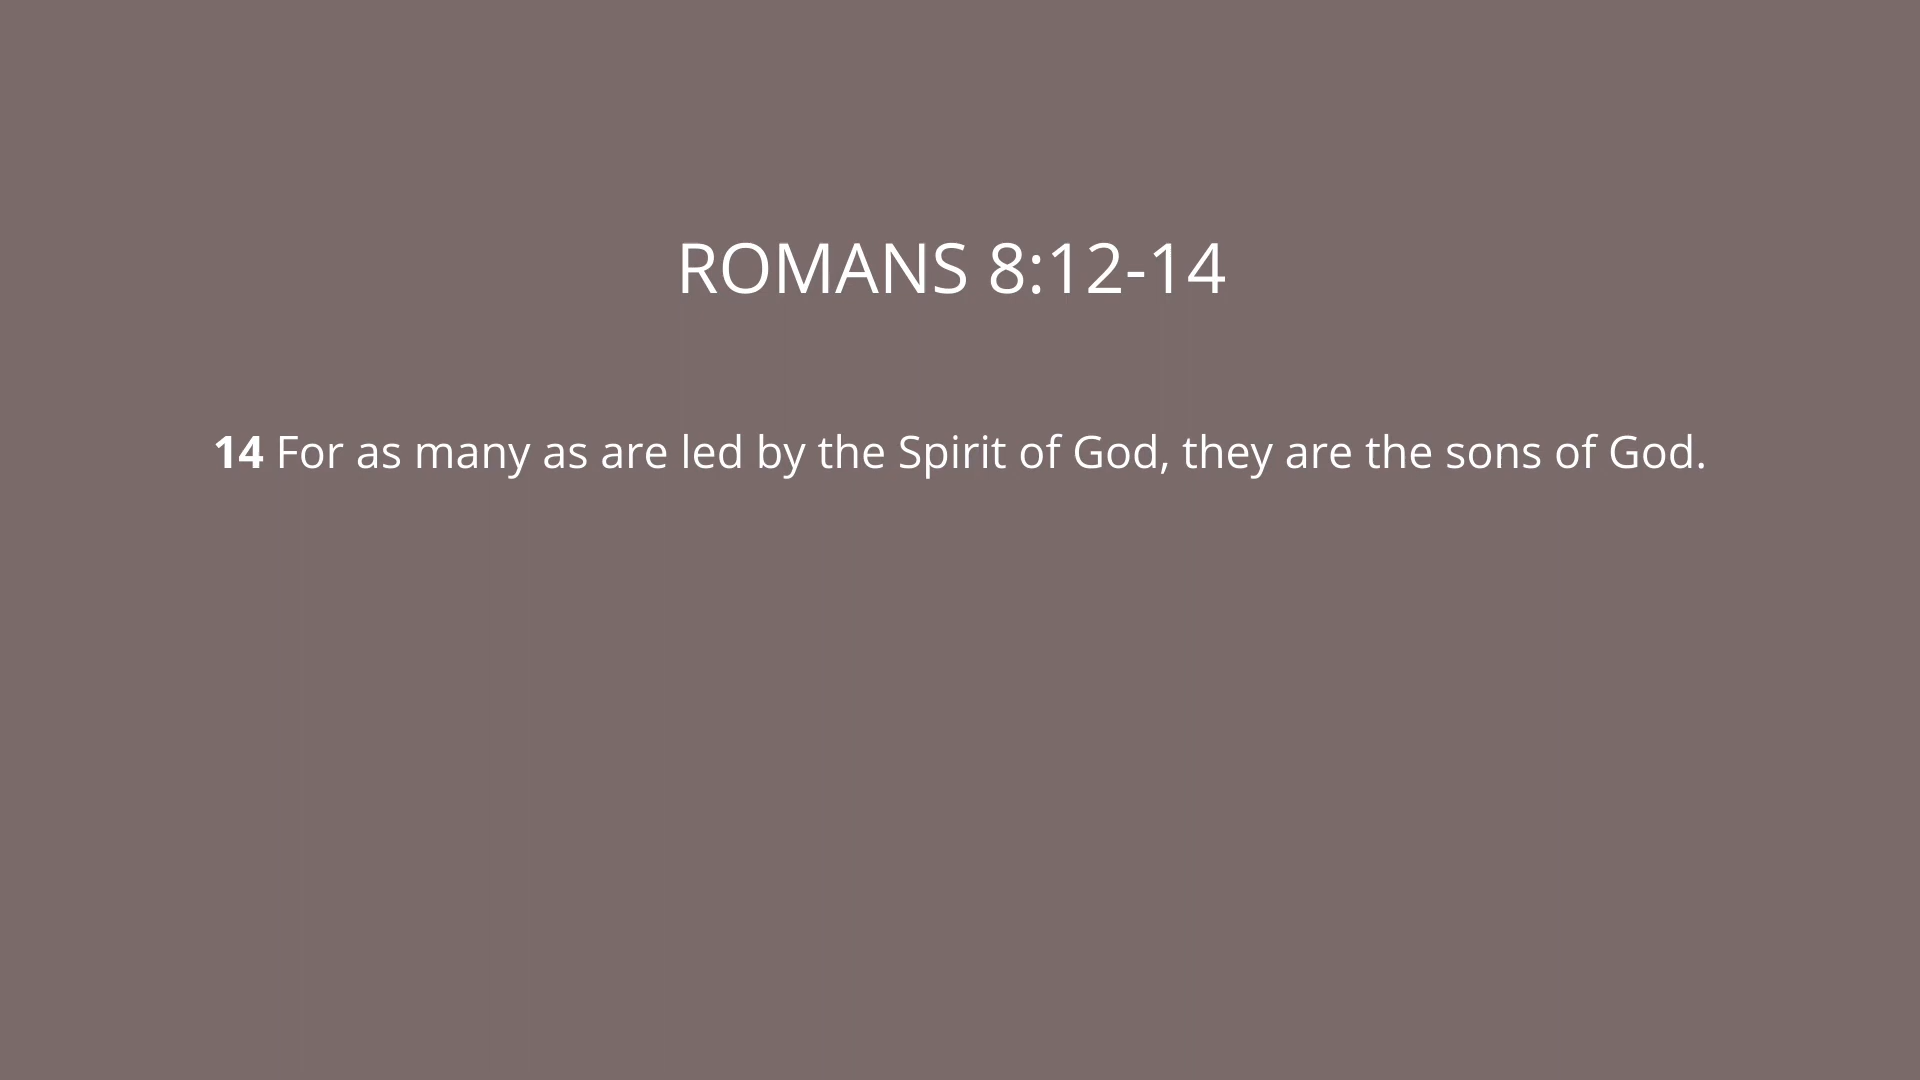 ROMANS 8:12-14
14 For as many as are led by the Spirit of God, they are the sons of God.